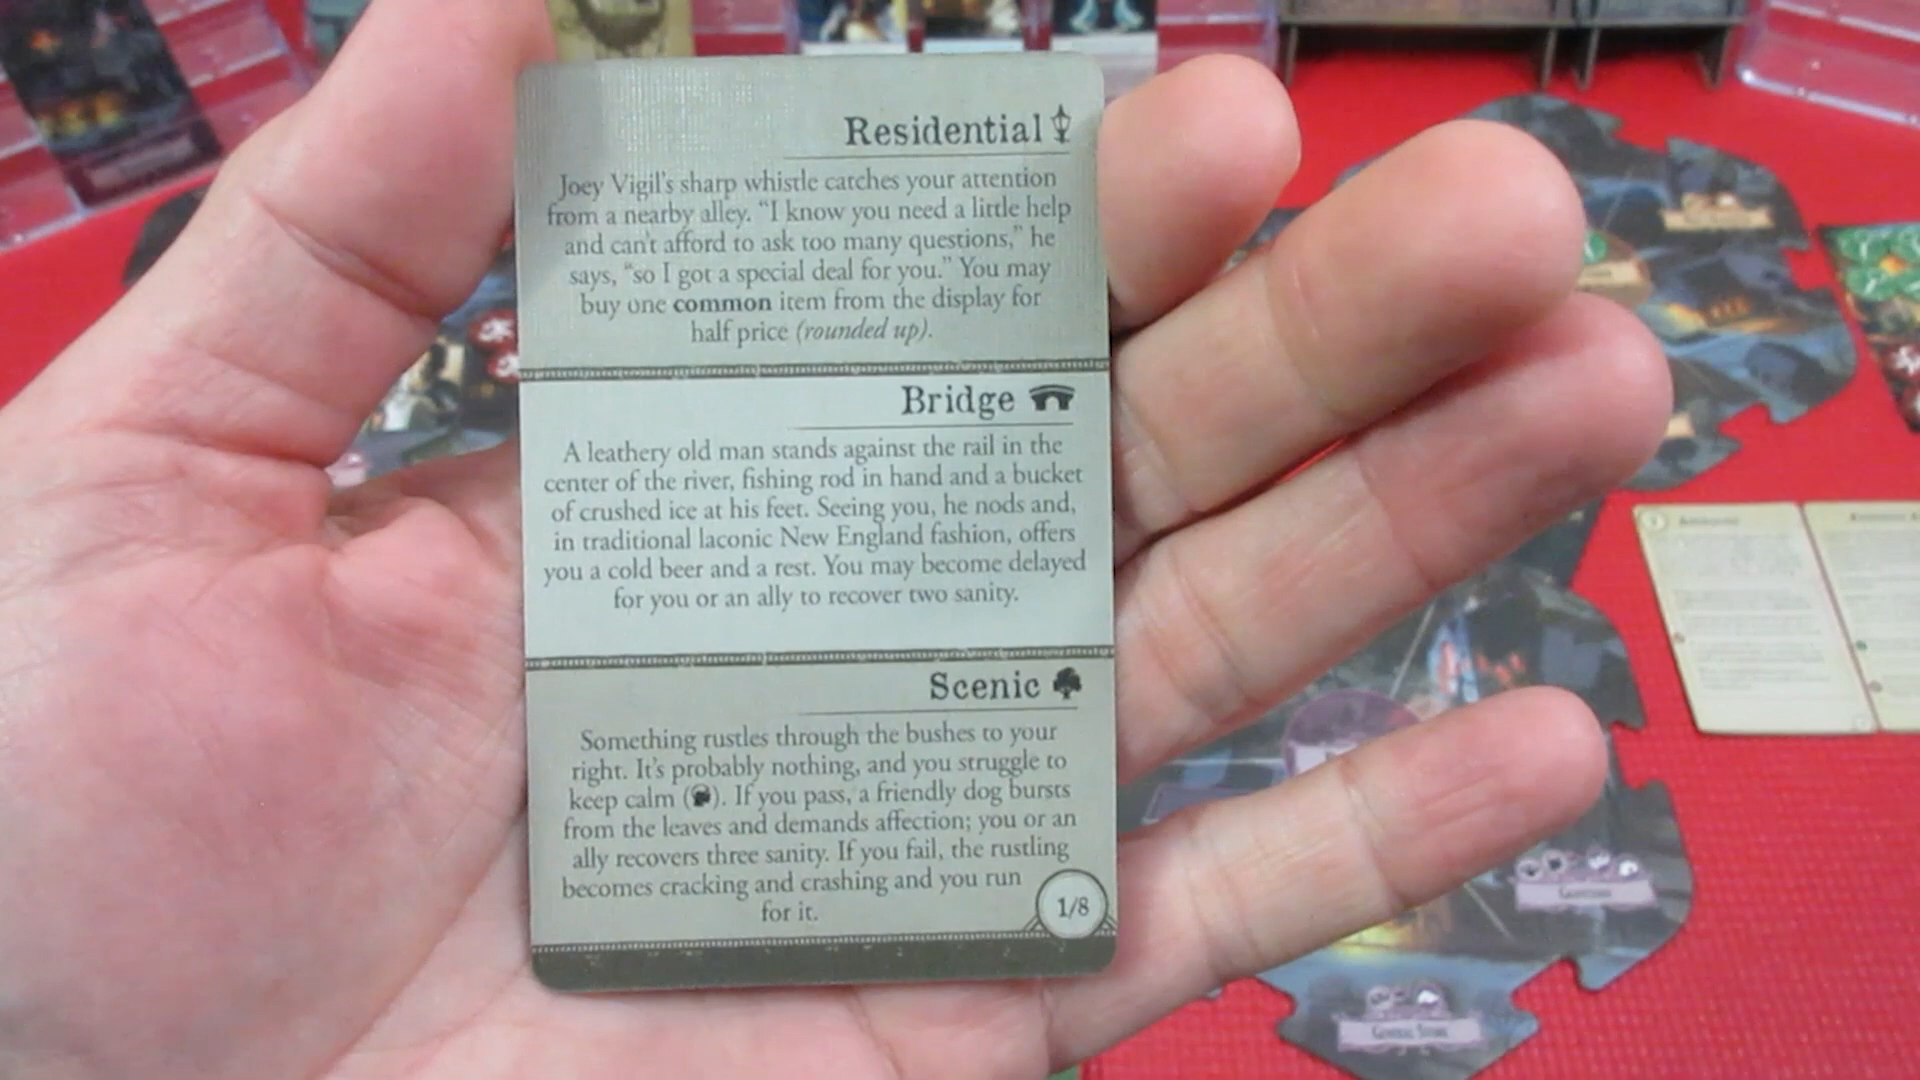 Residential
Joey Vigil's sharp whistle catches your attention
from a nearby alley. “I know you need a little help
and can't afford to ask too many questions,” he
says, “so I got a special deal for you.” You may
buy one common item from the display for
half price (rounded up).
Bridge
A leathery old man stands against the rail in the
center of the river, fishing rod in hand and a bucket
of crushed ice at his feet. Seeing you, he nods and,
in traditional laconic New England fashion, offers
you a cold beer and a rest. You may become delayed
for you or an ally to recover two sanity.
Scenic
Something rustles through the bushes to your
right. It's probably nothing, and you struggle to
keep calm (). If you pass, a friendly dog bursts
from the leaves and demands affection; you or an
ally recovers three sanity. If you fail, the rustling
becomes cracking and crashing and you run
for it.
1/8
General Store